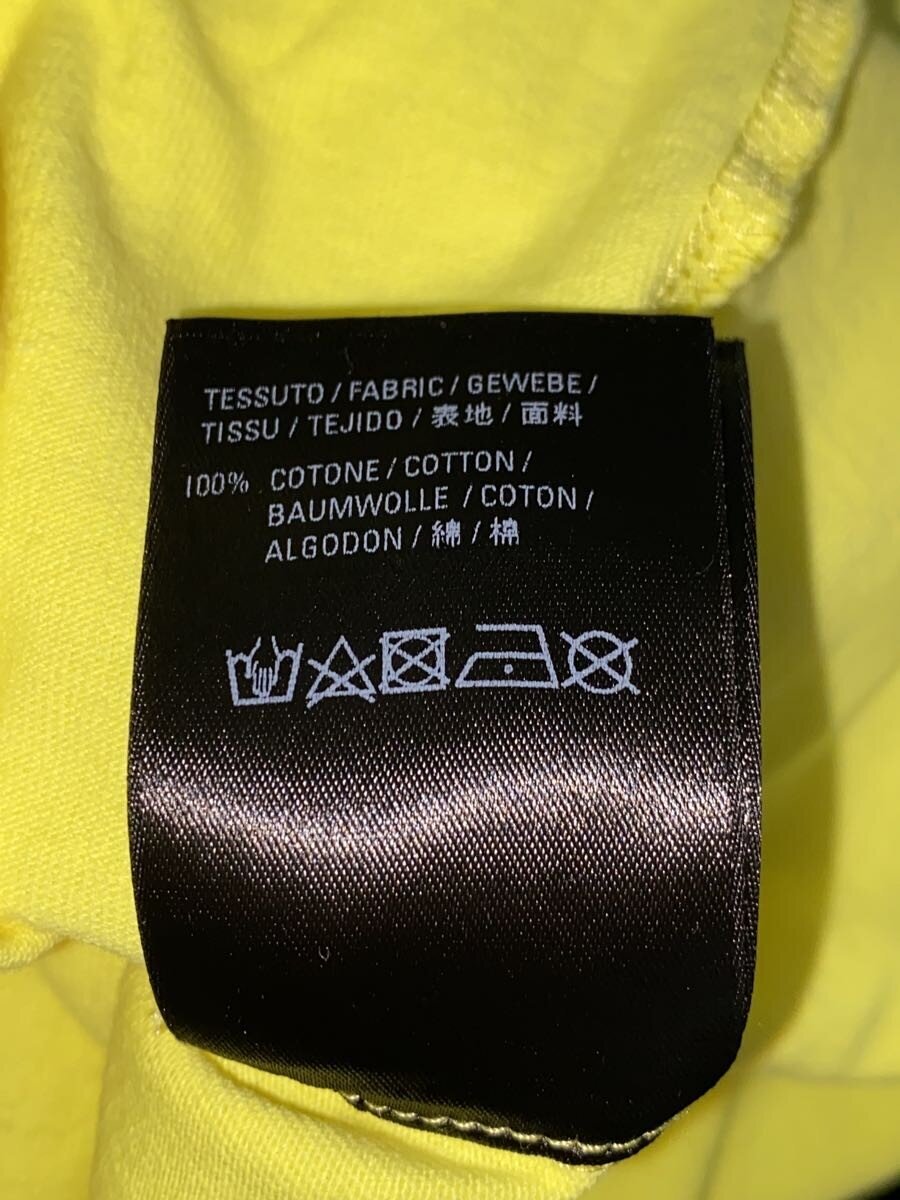 TESSUTO / FABRIC / GEWEBE /
TISSU / TEJIDO / 表地 / 面料
100% COTONE / COTTON /
BAUMWOLLE / COTON /
ALGODON / 綿 / 棉